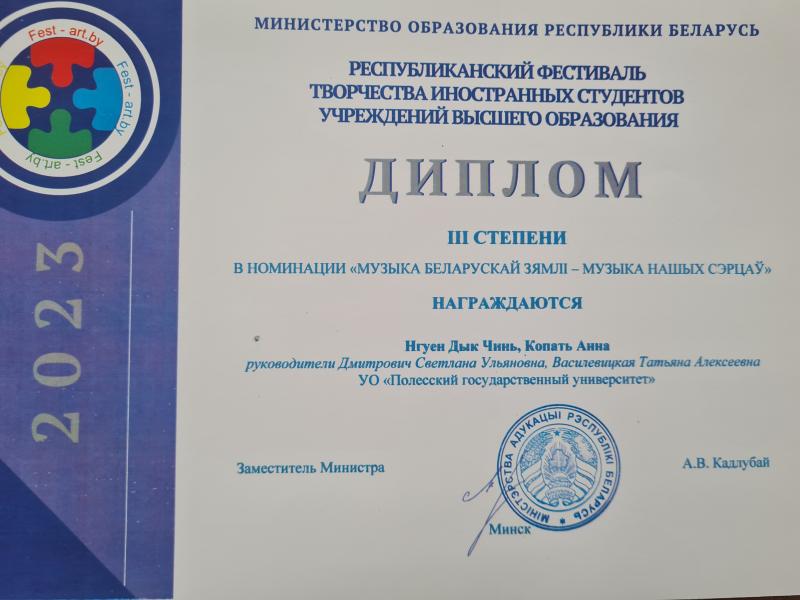 Fest - art.by
Fest - art.by
Fest - art.by
2023
МИНИСТЕРСТВО ОБРАЗОВАНИЯ РЕСПУБЛИКИ БЕЛАРУСЬ
РЕСПУБЛИКАНСКИЙ ФЕСТИВАЛЬ
ТВОРЧЕСТВА ИНОСТРАННЫХ СТУДЕНТОВ
УЧРЕЖДЕНИЙ ВЫСШЕГО ОБРАЗОВАНИЯ
ДИПЛОМ
III СТЕПЕНИ
В НОМИНАЦИИ «МУЗЫКА БЕЛАРУСКАЙ ЗЯМЛІ – МУЗЫКА НАШЫХ СЭРЦАЎ»
НАГРАЖДАЮТСЯ
Нгуен Дык Чинь, Копать Анна
руководители Дмитрович Светлана Ульяновна, Василевицкая Татьяна Алексеевна
УО «Полесский государственный университет»
Заместитель Министра
МІНІСТЭРСТВА АДУКАЦЫІ РЭСПУБЛІКІ БЕЛАРУСЬ
А.В. Кадлубай
Минск